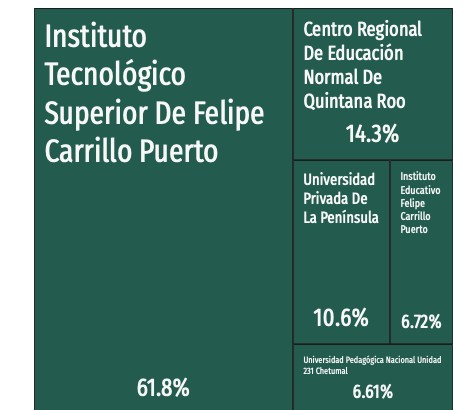 Instituto
Tecnológico
Superior De Felipe
Carrillo Puerto
61.8%
Centro Regional
De Educación
Normal De
Quintana Roo
14.3%
Universidad
Privada De
La Península
10.6%
Instituto
Educativo
Felipe
Carrillo
Puerto
6.72%
Universidad Pedagógica Nacional Unidad
231 Chetumal
6.61%